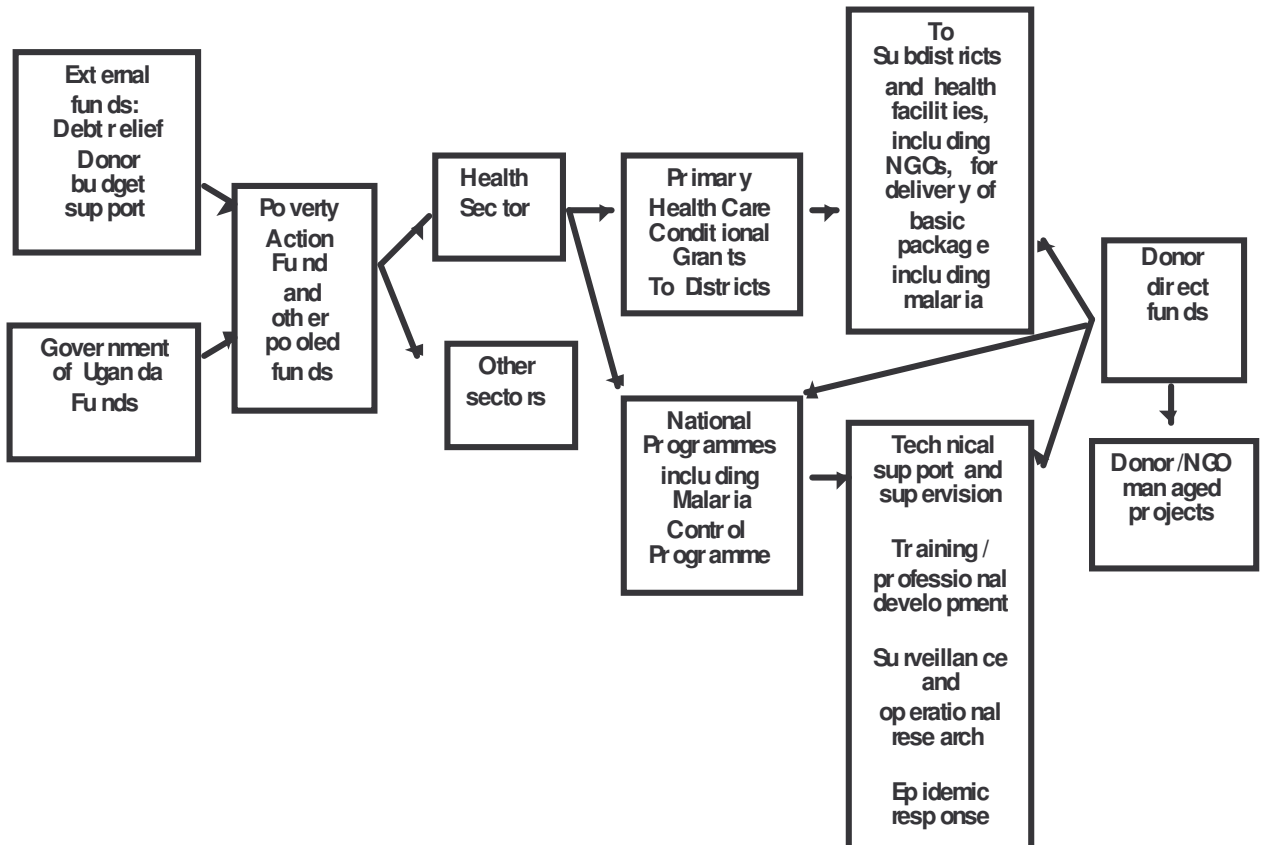 External
funds:
Debt relief
Donor
budget
support
Government
of Uganda
Funds
Poverty
Action
Fund
and
other
pooled
funds
Health
Sector
Other
sectors
Primary
Health Care
Conditional
Grants
To Districts
National
Programmes
including
Malaria
Control
Programme
To
Subdistricts
and health
facilities,
including
NGOs, for
delivery of
basic
package
including
malaria
Technical
support and
supervision
Training /
professional
development
Surveillance
and
operational
research
Epidemic
response
Donor
direct
funds
Donor/NGO
managed
projects